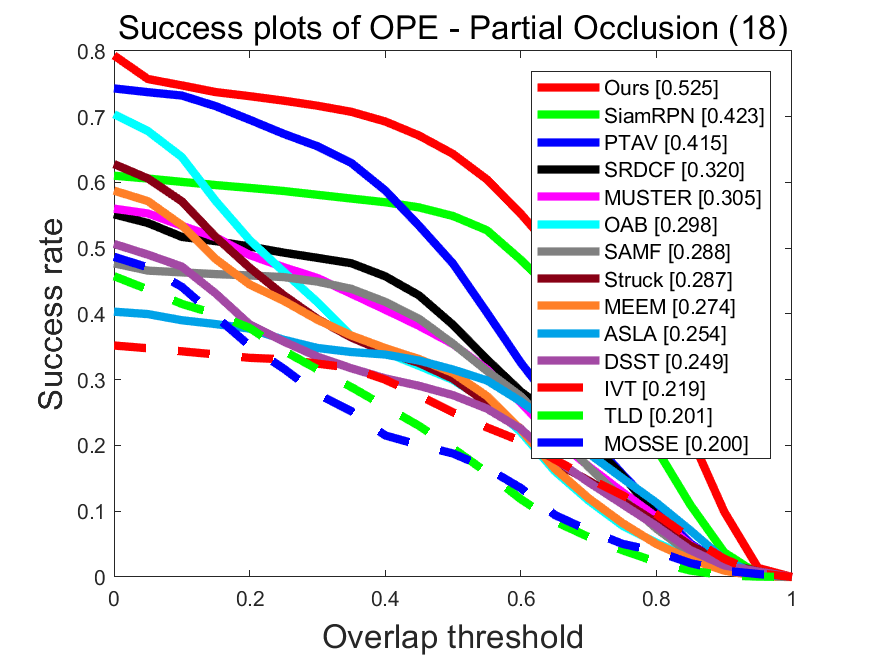 Success plots of OPE - Partial Occlusion (18)
0.8
0.7
0.6
0.5
0.4
0.3
0.2
0.1
0
Success rate
Ours [0.525]
SiamRPN [0.423]
PTAV [0.415]
SRDCF [0.320]
MUSTER [0.305]
OAB [0.298]
SAMF [0.288]
Struck [0.287]
MEEM [0.274]
ASLA [0.254]
DSST [0.249]
IVT [0.219]
TLD [0.201]
MOSSE [0.200]
0 0.2 0.4 0.6 0.8 1
Overlap threshold